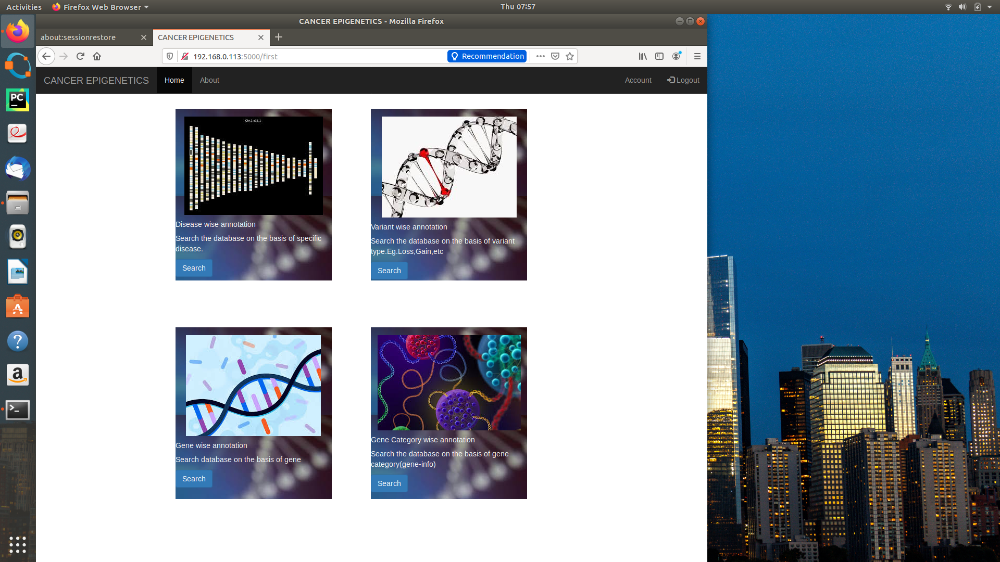 Activities
Firefox Web Browser
Thu 07:57
CANCER EPIGENETICS - Mozilla Firefox
about:sessionrestore
CANCER EPIGENETICS
192.168.0.113:5000/first
Recommendation
CANCER EPIGENETICS
Home
About
Account
Logout
Chr.1 p31.1
Disease wise annotation
Search the database on the basis of specific
disease.
Search
Variant wise annotation
Search the database on the basis of variant
type.Eg.Loss,Gain,etc
Search
Gene wise annotation
Search database on the basis of gene
Search
Gene Category wise annotation
Search the database on the basis of gene
category(gene-info)
Search
PC
A
?
a
>_